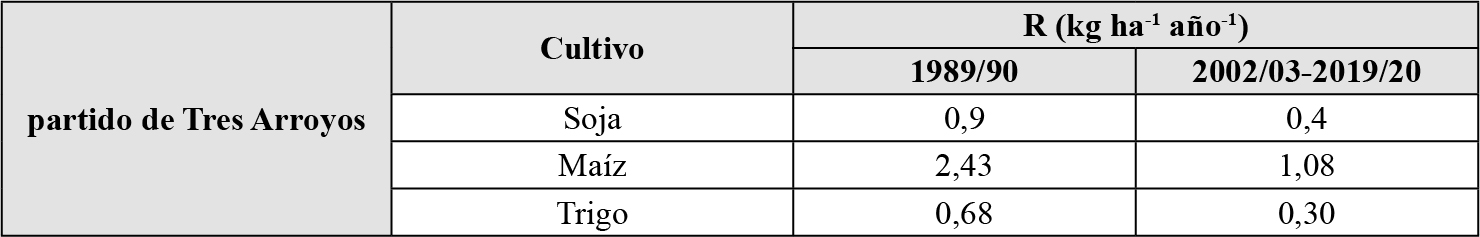 partido de Tres Arroyos
Cultivo
R (kg ha⁻¹ año⁻¹)
1989/90 2002/03-2019/20
Soja 0,9 0,4
Maíz 2,43 1,08
Trigo 0,68 0,30